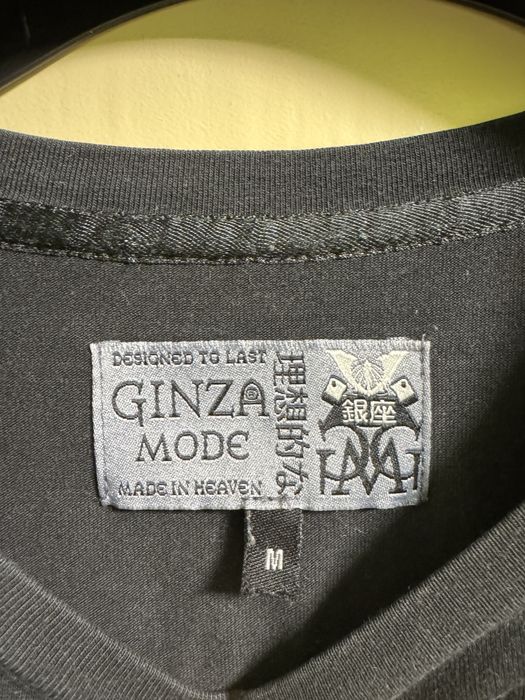 DESIGNED TO LAST
GINZA
MODE
MADE IN HEAVEN
理想的な
銀座
M